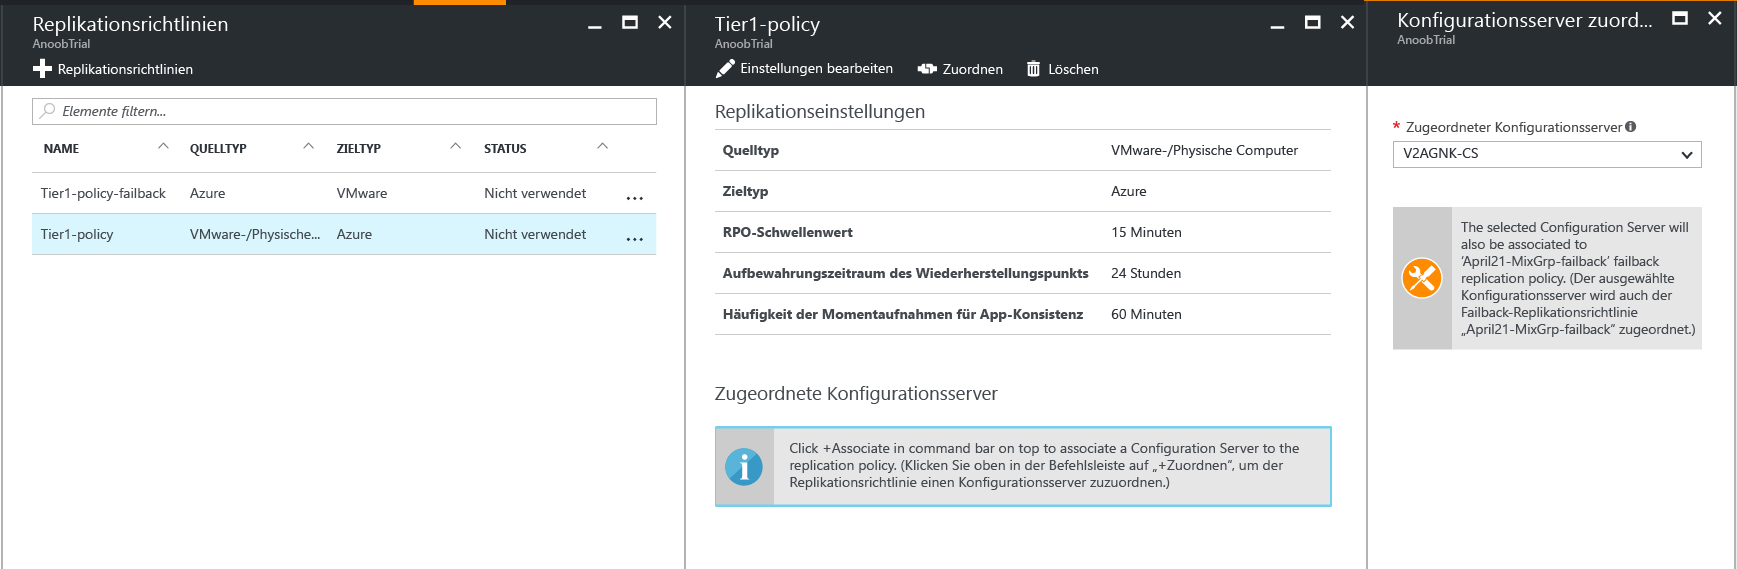 Replikationsrichtlinien
AnoobTrial
Replikationsrichtlinien
Elemente filtern...
NAME QUELLTYP ZIELTYP STATUS
Tier1-policy-failback Azure VMware Nicht verwendet ...
Tier1-policy VMware-/Physische... Azure Nicht verwendet ...
Tier1-policy
AnoobTrial
Einstellungen bearbeiten Zuordnen Löschen
Replikationseinstellungen
Quelltyp VMware-/Physische Computer
Zieltyp Azure
RPO-Schwellenwert 15 Minuten
Aufbewahrungszeitraum des Wiederherstellungspunkts 24 Stunden
Häufigkeit der Momentaufnahmen für App-Konsistenz 60 Minuten
Zugeordnete Konfigurationsserver
Click +Associate in command bar on top to associate a Configuration Server to the
replication policy. (Klicken Sie oben in der Befehlsleiste auf „+Zuordnen“, um der
Replikationsrichtlinie einen Konfigurationsserver zuzuordnen.)
Konfigurationsserver zuord...
AnoobTrial
* Zugeordneter Konfigurationsserver
V2AGNK-CS
The selected Configuration Server will
also be associated to
‘April21-MixGrp-failback’ failback
replication policy. (Der ausgewählte
Konfigurationsserver wird auch der
Failback-Replikationsrichtlinie
„April21-MixGrp-failback“ zugeordnet.)